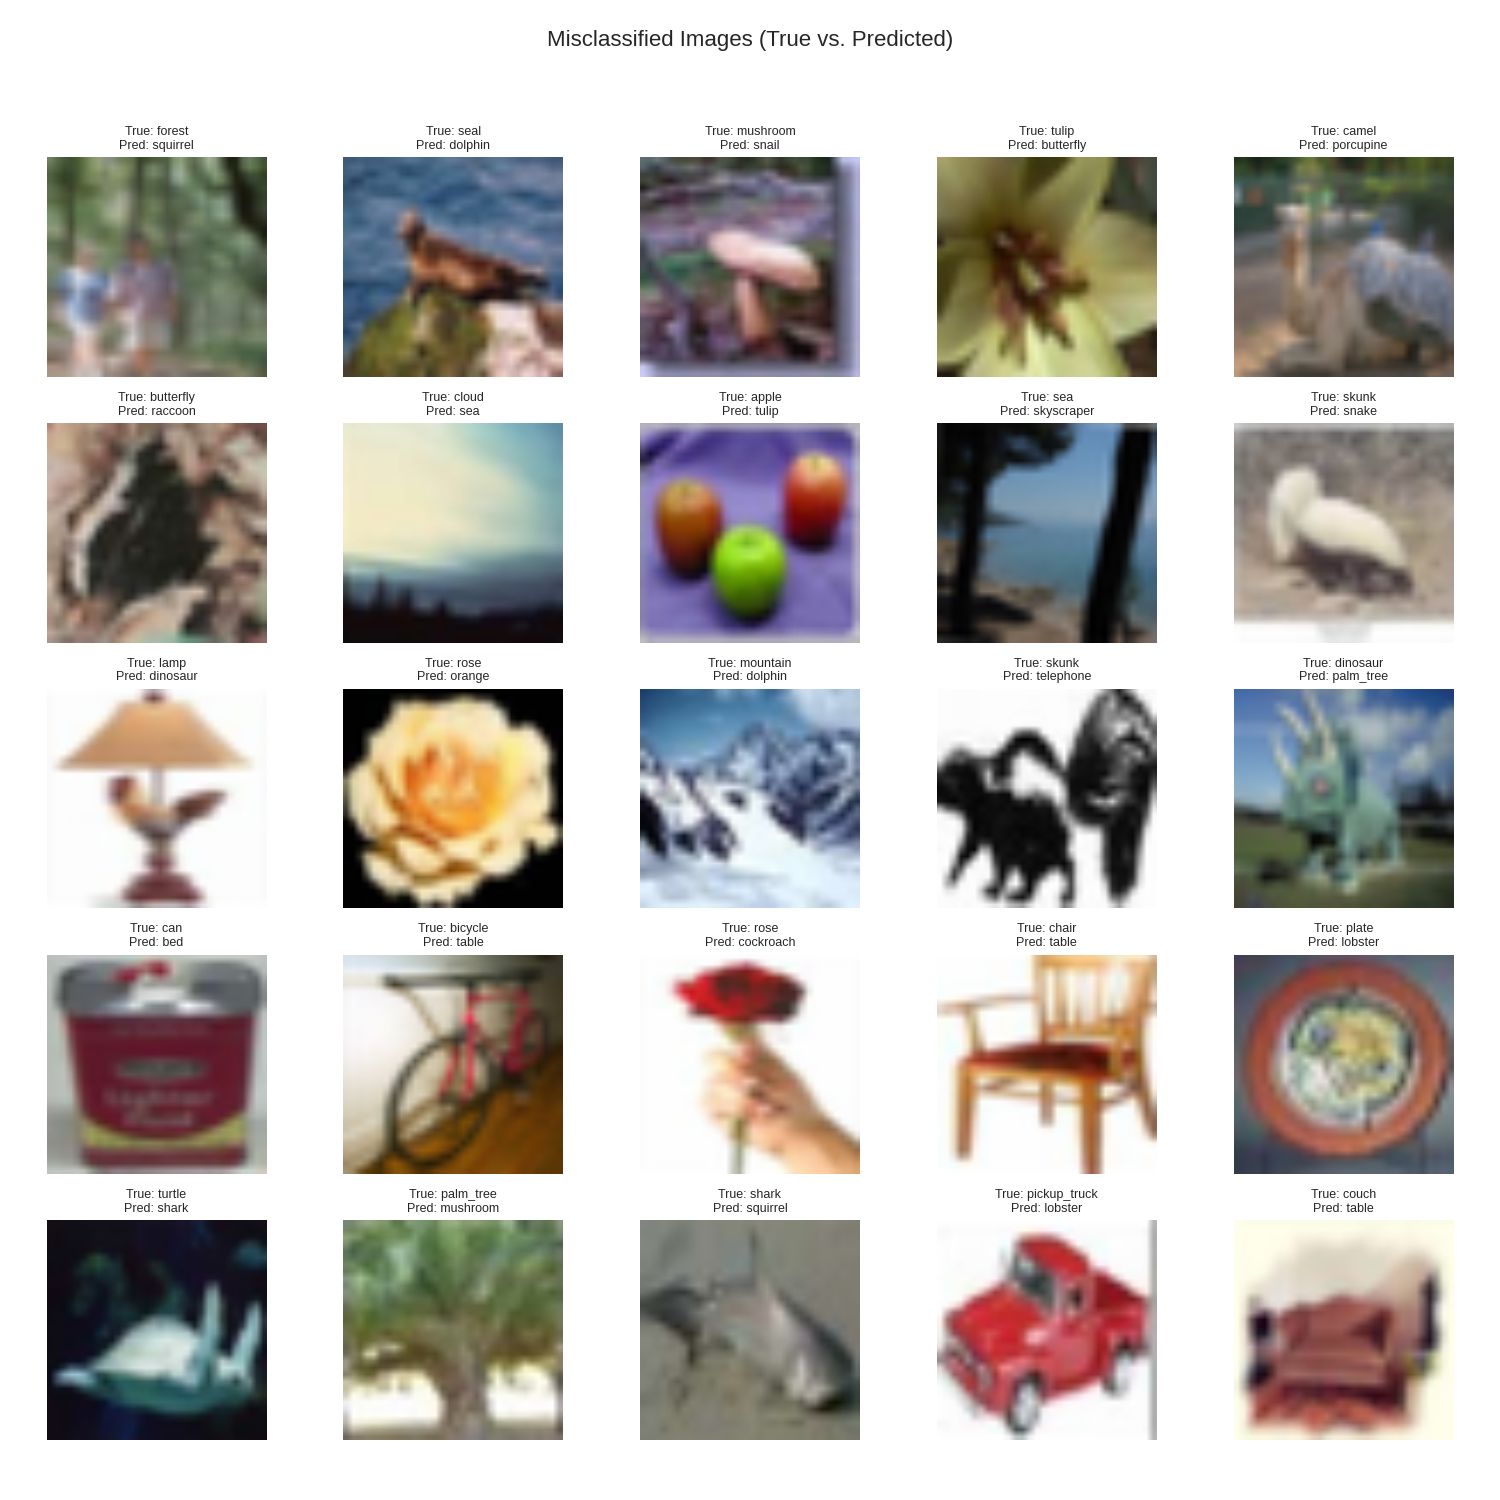 Misclassified Images (True vs. Predicted)
True: forest
Pred: squirrel
True: seal
Pred: dolphin
True: mushroom
Pred: snail
True: tulip
Pred: butterfly
True: camel
Pred: porcupine
True: butterfly
Pred: raccoon
True: cloud
Pred: sea
True: apple
Pred: tulip
True: sea
Pred: skyscraper
True: skunk
Pred: snake
True: lamp
Pred: dinosaur
True: rose
Pred: orange
True: mountain
Pred: dolphin
True: skunk
Pred: telephone
True: dinosaur
Pred: palm_tree
True: can
Pred: bed
True: bicycle
Pred: table
True: rose
Pred: cockroach
True: chair
Pred: table
True: plate
Pred: lobster
True: turtle
Pred: shark
True: palm_tree
Pred: mushroom
True: shark
Pred: squirrel
True: pickup_truck
Pred: lobster
True: couch
Pred: table